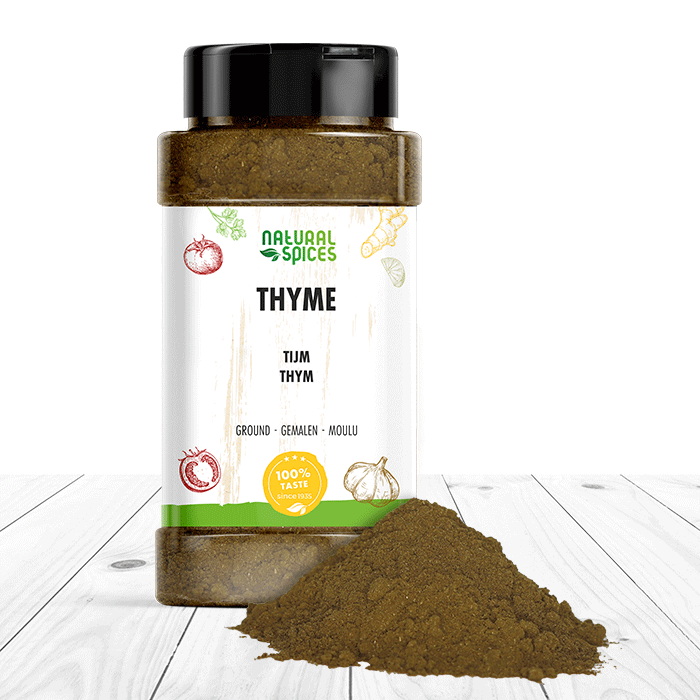 NATURAL
SPICES
THYME
TIJM
THYM
GROUND - GEMALEN - MOULU
100%
TASTE
since 1935